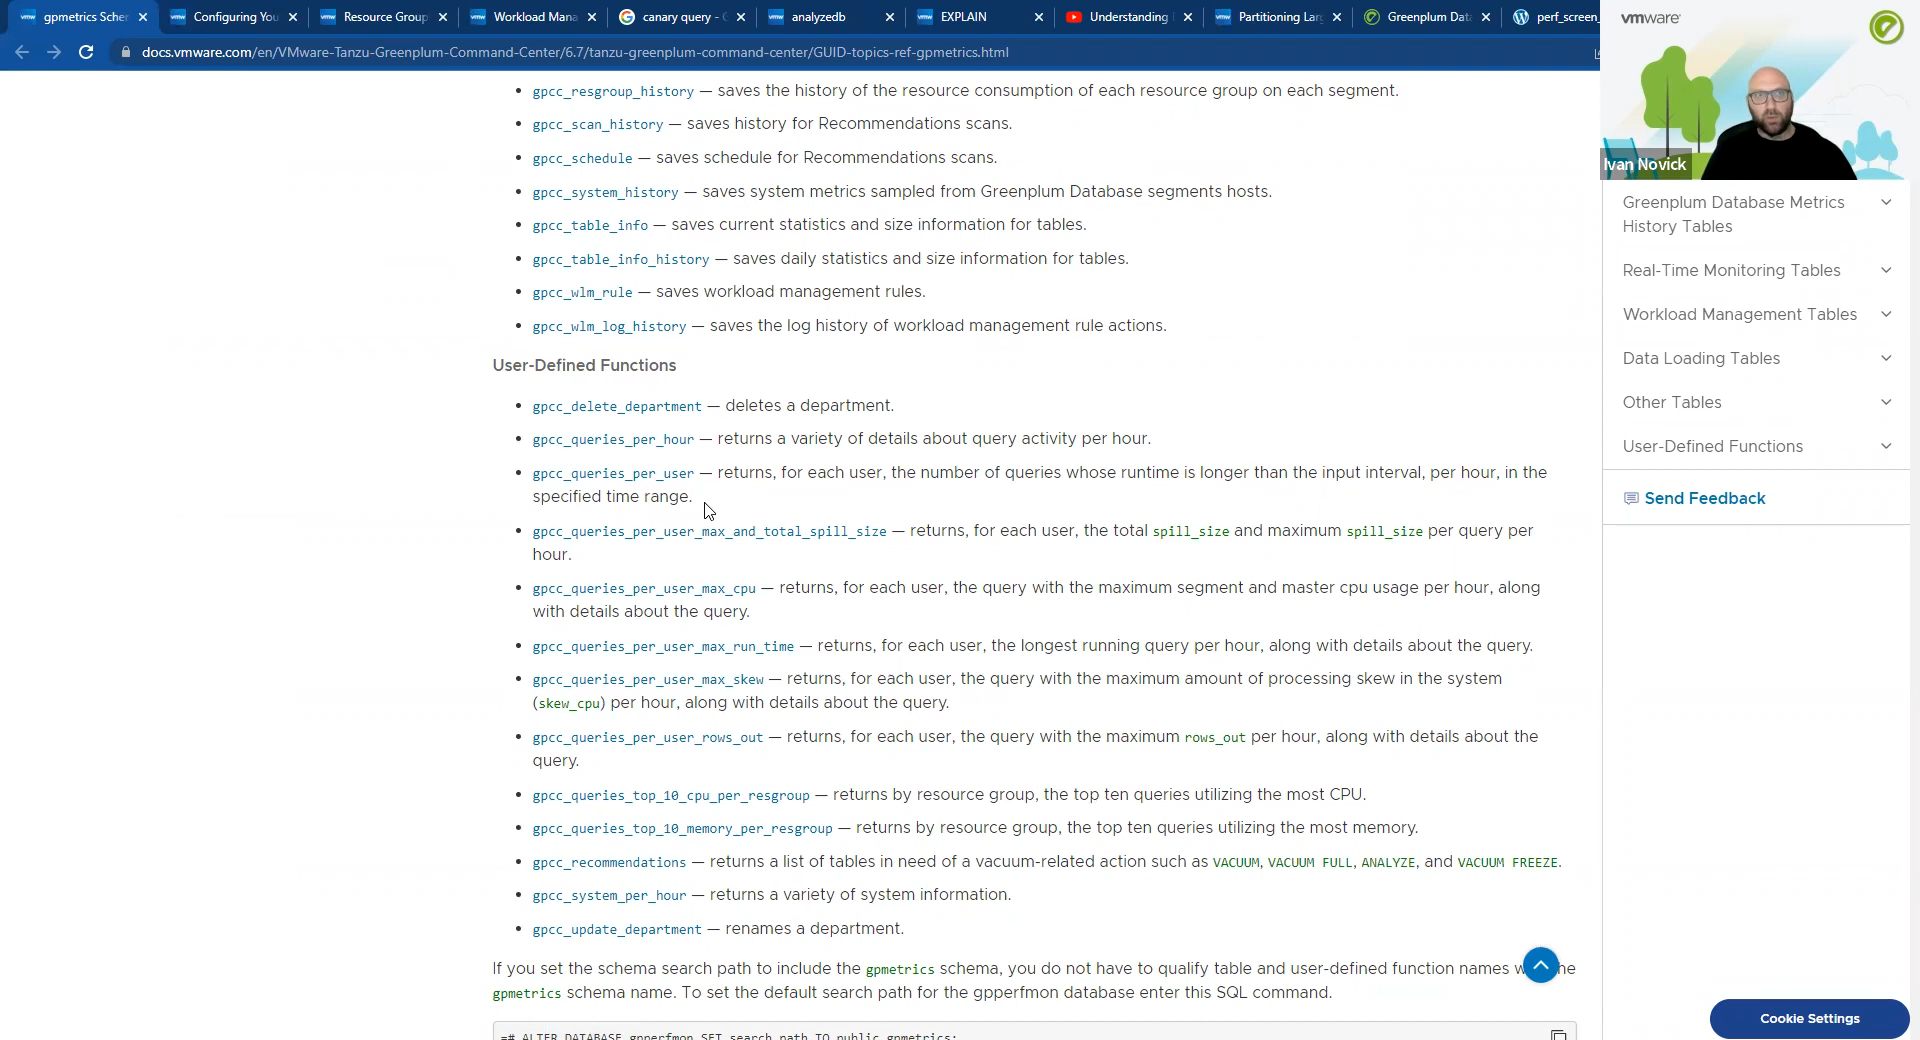 gpmetrics Scher
Configuring You
Resource Group
Workload Mana
canary query - G
analyzedb
EXPLAIN
Understanding
Partitioning Larg
Greenplum Data
perf_screen_
docs.vmware.com/en/VMware-Tanzu-Greenplum-Command-Center/6.7/tanzu-greenplum-command-center/GUID-topics-ref-gpmetrics.html
vmware
Ivan Novick
• gpcc_resgroup_history — saves the history of the resource consumption of each resource group on each segment.
• gpcc_scan_history — saves history for Recommendations scans.
• gpcc_schedule — saves schedule for Recommendations scans.
• gpcc_system_history — saves system metrics sampled from Greenplum Database segments hosts.
• gpcc_table_info — saves current statistics and size information for tables.
• gpcc_table_info_history — saves daily statistics and size information for tables.
• gpcc_wlm_rule — saves workload management rules.
• gpcc_wlm_log_history — saves the log history of workload management rule actions.
User-Defined Functions
• gpcc_delete_department — deletes a department.
• gpcc_queries_per_hour — returns a variety of details about query activity per hour.
• gpcc_queries_per_user — returns, for each user, the number of queries whose runtime is longer than the input interval, per hour, in the
specified time range.
• gpcc_queries_per_user_max_and_total_spill_size — returns, for each user, the total spill_size and maximum spill_size per query per
hour.
• gpcc_queries_per_user_max_cpu — returns, for each user, the query with the maximum segment and master cpu usage per hour, along
with details about the query.
• gpcc_queries_per_user_max_run_time — returns, for each user, the longest running query per hour, along with details about the query.
• gpcc_queries_per_user_max_skew — returns, for each user, the query with the maximum amount of processing skew in the system
(skew_cpu) per hour, along with details about the query.
• gpcc_queries_per_user_rows_out — returns, for each user, the query with the maximum rows_out per hour, along with details about the
query.
• gpcc_queries_top_10_cpu_per_resgroup — returns by resource group, the top ten queries utilizing the most CPU.
• gpcc_queries_top_10_memory_per_resgroup — returns by resource group, the top ten queries utilizing the most memory.
• gpcc_recommendations — returns a list of tables in need of a vacuum-related action such as VACUUM, VACUUM FULL, ANALYZE, and VACUUM FREEZE.
• gpcc_system_per_hour — returns a variety of system information.
• gpcc_update_department — renames a department.
If you set the schema search path to include the gpmetrics schema, you do not have to qualify table and user-defined function names
gpmetrics schema name. To set the default search path for the gpperfmon database enter this SQL command.
=# ALTER DATABASE gpperfmon SET search_path TO public,gpmetrics;
Greenplum Database Metrics
History Tables
Real-Time Monitoring Tables
Workload Management Tables
Data Loading Tables
Other Tables
User-Defined Functions
Send Feedback
Cookie Settings